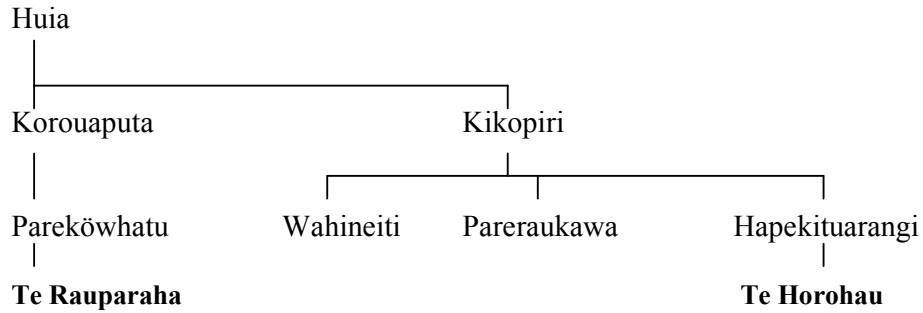 Huia
Korouaputa Kikopiri
Pareköwhatu Wahineiti Pareraukawa Hapekituarangi
Te Rauparaha Te Horohau